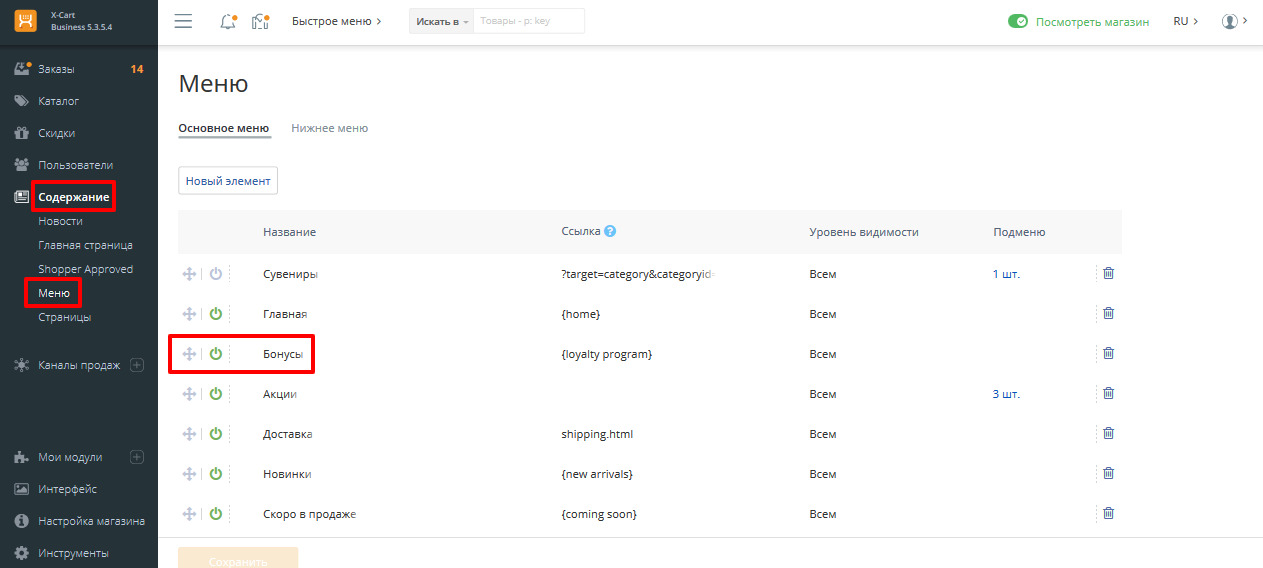 X-Cart
Business 5.3.5.4
Быстрое меню
Искать в
Товары - р: key
Посмотреть магазин
RU
Заказы 14
Каталог
Скидки
Пользователи
Содержание
Новости
Главная страница
Shopper Approved
Меню
Страницы
Каналы продаж
Мои модули
Интерфейс
Настройка магазина
Инструменты
Меню
Основное меню Нижнее меню
Новый элемент
Название Ссылка ? Уровень видимости Подменю
Сувениры ?target=category&categoryid= Всем 1 шт.
Главная {home} Всем
Бонусы {loyalty program} Всем
Акции Всем 3 шт.
Доставка shipping.html Всем
Новинки {new arrivals} Всем
Скоро в продаже {coming soon} Всем
Сохранить